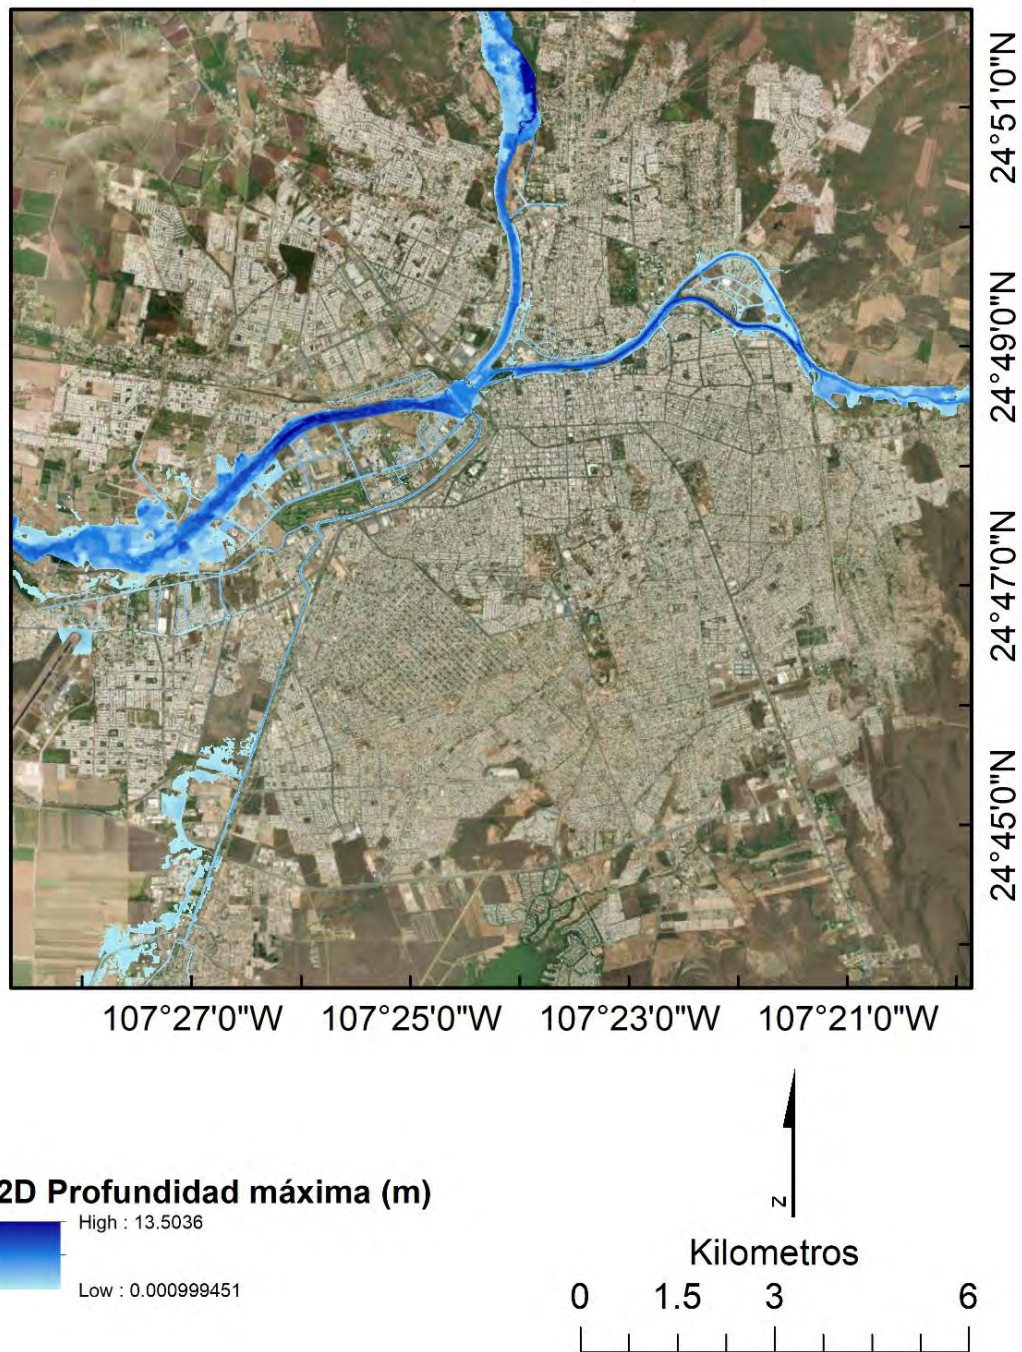 24°51'0"N
24°49'0"N
24°47'0"N
24°45'0"N
107°27'0"W 107°25'0"W 107°23'0"W 107°21'0"W
2D Profundidad máxima (m)
High : 13.5036
Low : 0.000999451
N
Kilometros
0 1.5 3 6